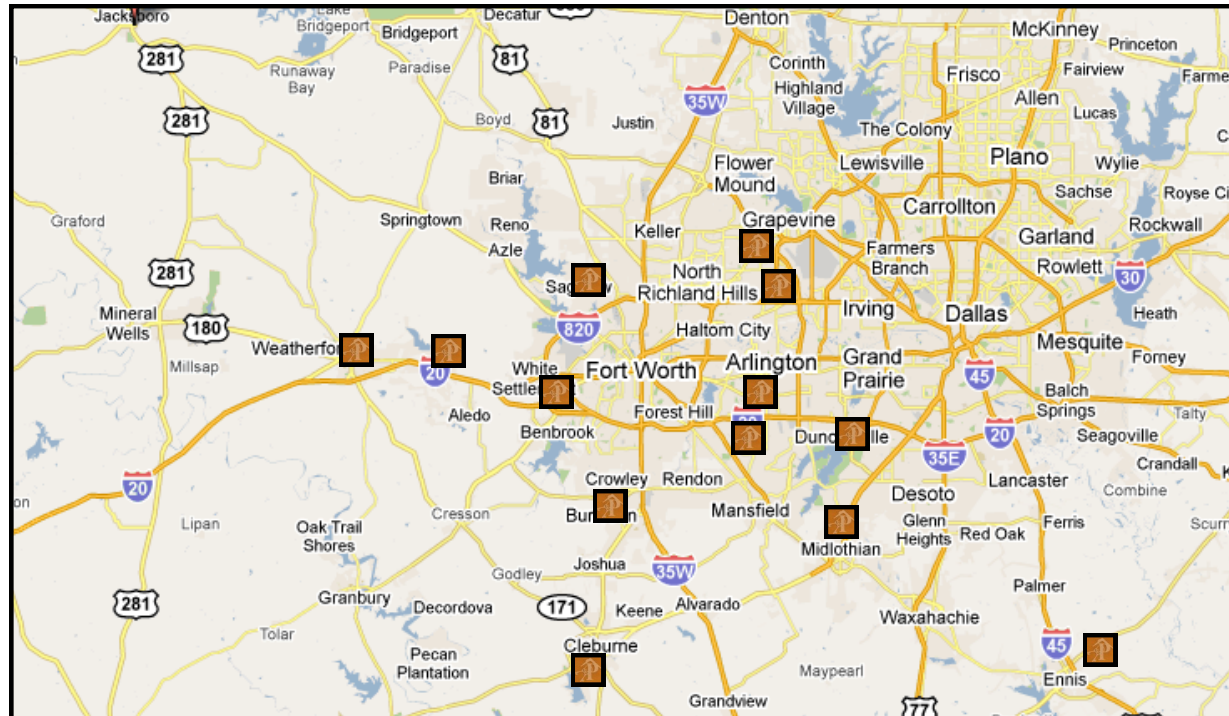 Jacksboro
Lake
Bridgeport
Decatur
Denton
McKinney
Bridgeport
281
81
Paradise
Runaway
Bay
Corinth
Highland
Village
Frisco
Princeton
Fairview
35W
Allen
Lucas
281
81
Boyd
Justin
The Colony
Plano
Flower
Mound
Lewisville
Wylie
Briar
Sachse
Carrollton
Graford
Springtown
Reno
Grapevine
Rockwall
Keller
Garland
Azle
Farmers
Branch
Rowlett
281
North
Richland Hills
30
Mineral
Wells
180
820
Haltom City
Irving
Dallas
Heath
Mesquite
Millsap
White
Fort Worth
Arlington
Grand
Prairie
Forney
20
45
Balch
Springs
Aledo
Forest Hill
Talty
Benbrook
20
Seagoville
35E
Crandall
20
Crowley
Rendon
Lancaster
Combine
Desoto
Lipan
Cresson
Mansfield
Glenn
Heights
Ferris
Oak Trail
Shores
Red Oak
Midlothian
Joshua
Godley
35W
Palmer
281
Granbury
Decordova
171
Keene
Alvarado
Waxahachie
Tolar
Cleburne
45
Pecan
Plantation
Maypearl
Ennis
Grandview
77